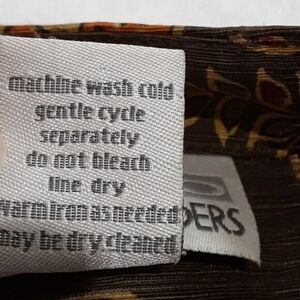 machine wash cold
gentle cycle
separately
do not bleach
line dry
warm iron as needed
may be dry cleaned